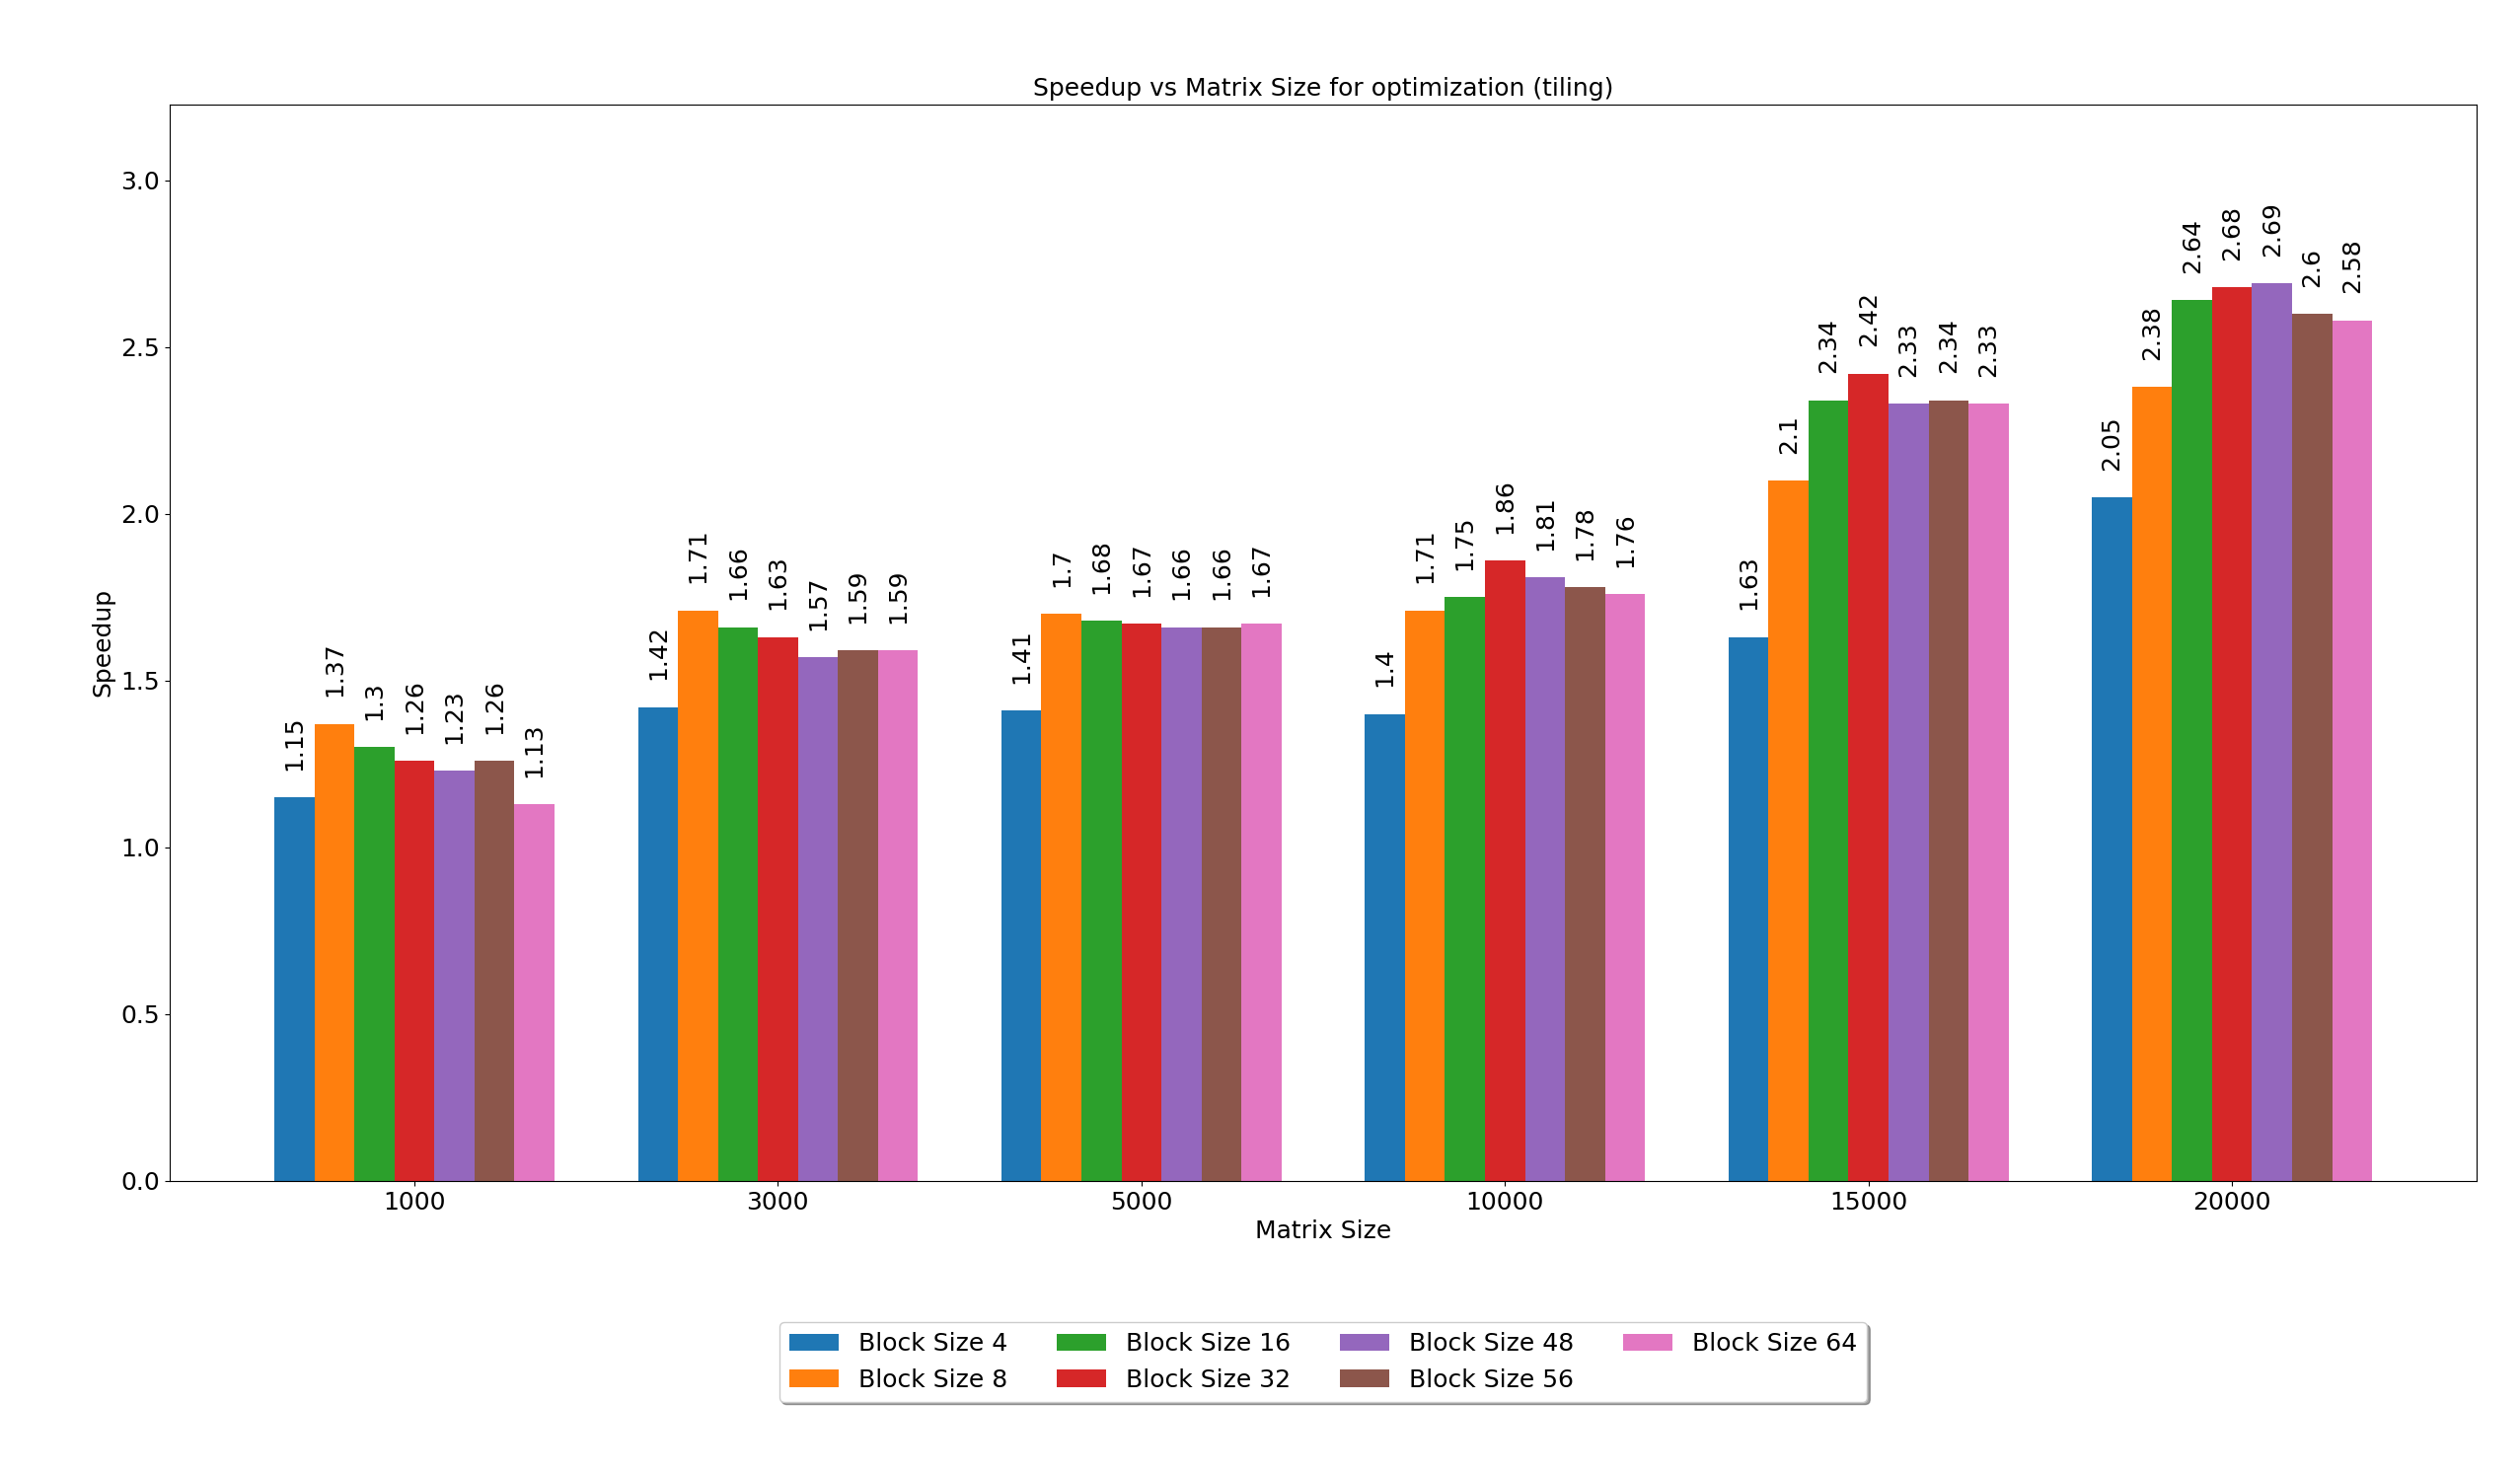 Speedup vs Matrix Size for optimization (tiling)
3.0
2.5
2.0
1.5
1.0
0.5
0.0
Speedup
1.15 1.37 1.3 1.26 1.23 1.26 1.13
1.42 1.71 1.66 1.63 1.57 1.59 1.59
1.41 1.7 1.68 1.67 1.66 1.66 1.67
1.4 1.71 1.75 1.86 1.81 1.78 1.76
1.63 2.1 2.34 2.42 2.33 2.34 2.33
2.05 2.38 2.64 2.68 2.69 2.6 2.58
1000 3000 5000 10000 15000 20000
Matrix Size
Block Size 4 Block Size 16 Block Size 48 Block Size 64
Block Size 8 Block Size 32 Block Size 56